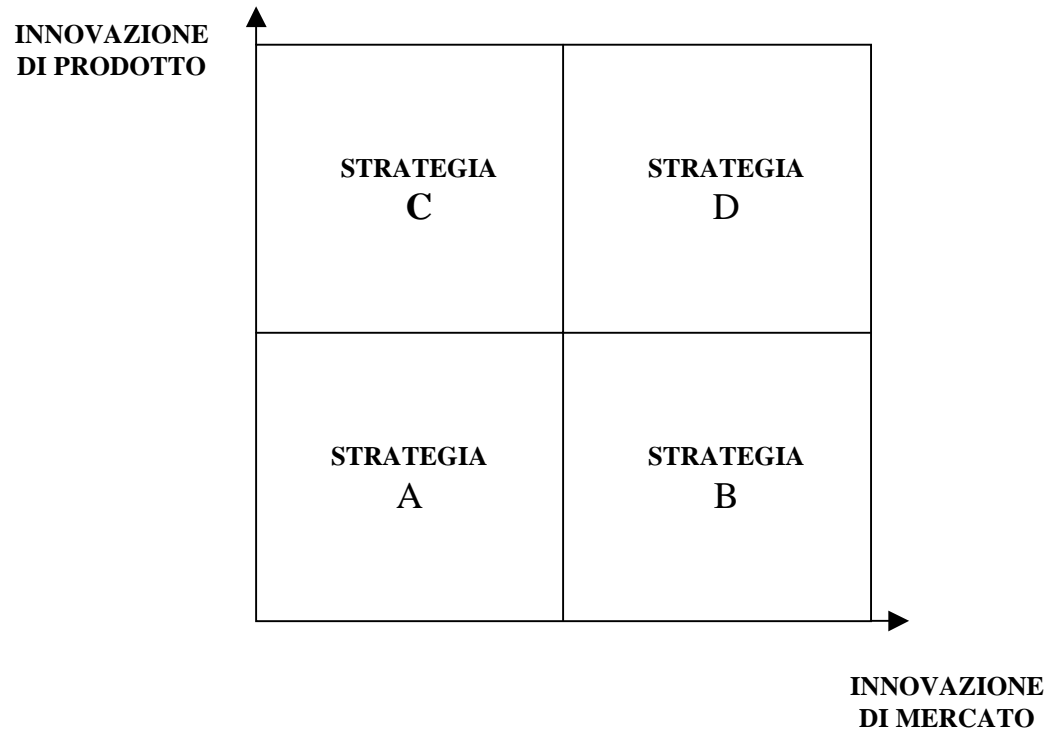 INNOVAZIONE
DI PRODOTTO
STRATEGIA
C
STRATEGIA
D
STRATEGIA
A
STRATEGIA
B
INNOVAZIONE
DI MERCATO